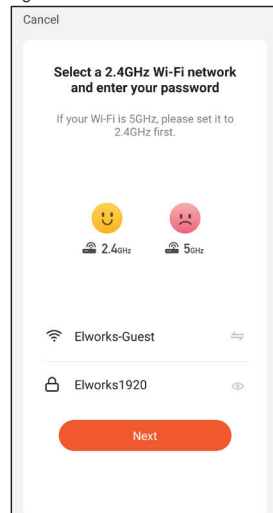 Cancel
Select a 2.4GHz Wi-Fi network
and enter your password
If your Wi-Fi is 5GHz, please set it to
2.4GHz first.
2.4GHz 5GHz
Elworks-Guest
Elworks1920
Next